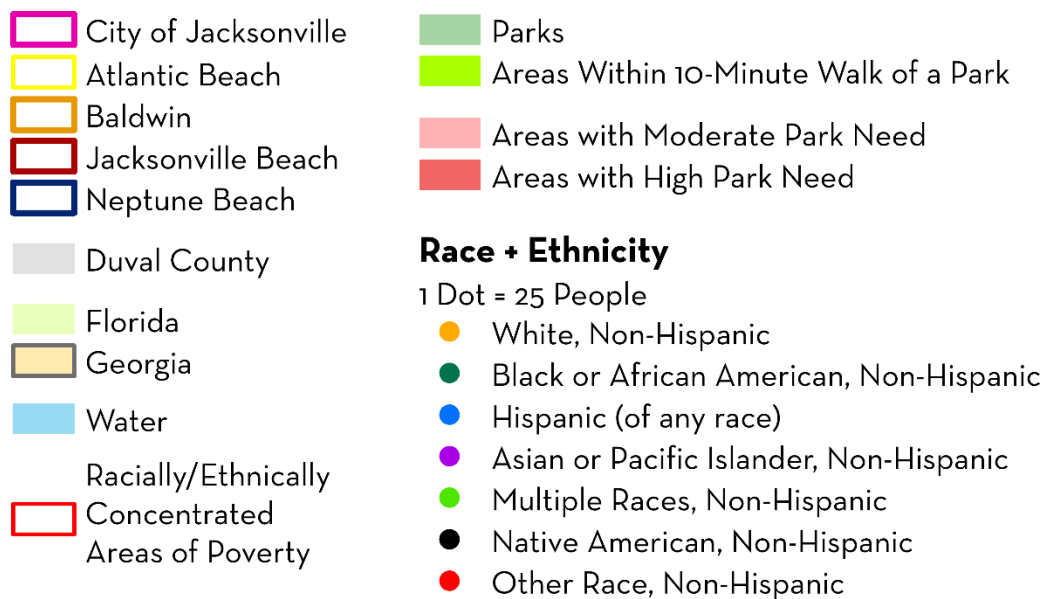 City of Jacksonville
Atlantic Beach
Baldwin
Jacksonville Beach
Neptune Beach
Duval County
Florida
Georgia
Water
Racially/Ethnically
Concentrated
Areas of Poverty
Parks
Areas Within 10-Minute Walk of a Park
Areas with Moderate Park Need
Areas with High Park Need
Race + Ethnicity
1 Dot = 25 People
White, Non-Hispanic
Black or African American, Non-Hispanic
Hispanic (of any race)
Asian or Pacific Islander, Non-Hispanic
Multiple Races, Non-Hispanic
Native American, Non-Hispanic
Other Race, Non-Hispanic